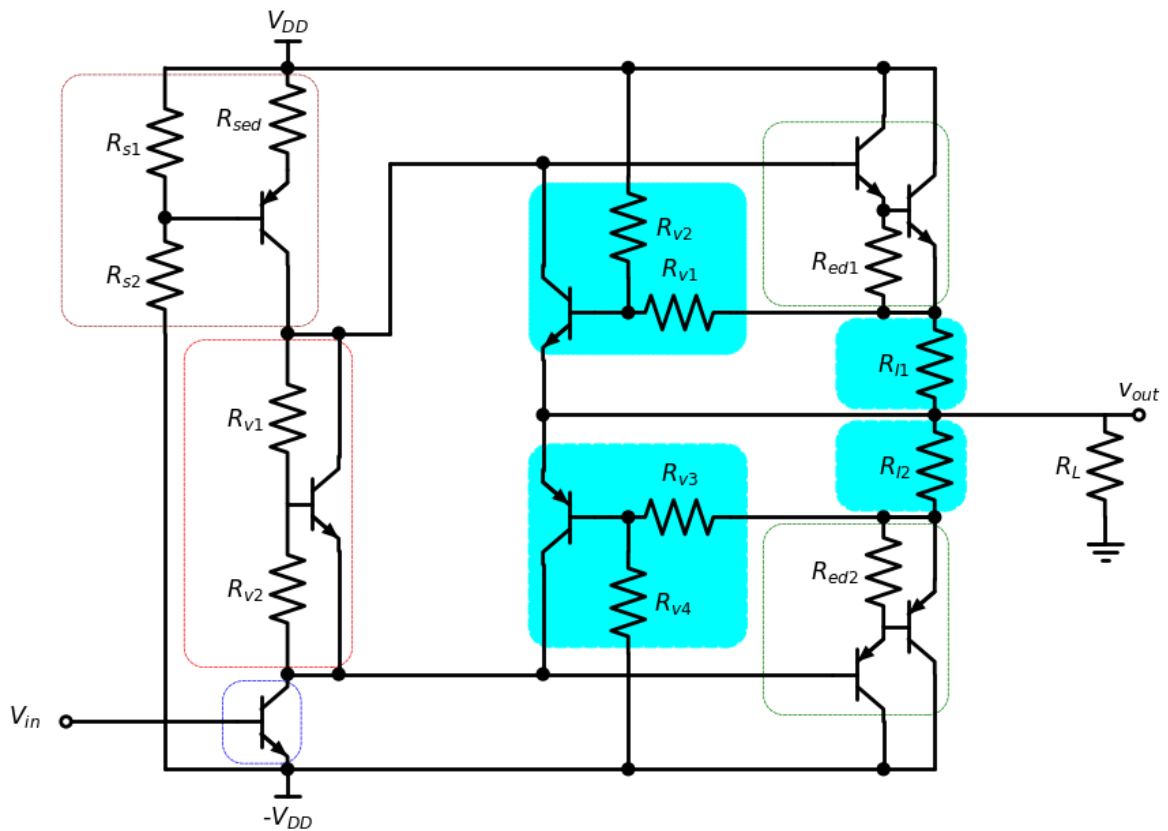 V_DD
R_s1
R_sed
R_s2
R_v2
R_v1
R_ed1
R_l1
v_out
R_v1
R_v3
R_l2
R_L
R_v2
R_v4
R_ed2
V_in
-V_DD